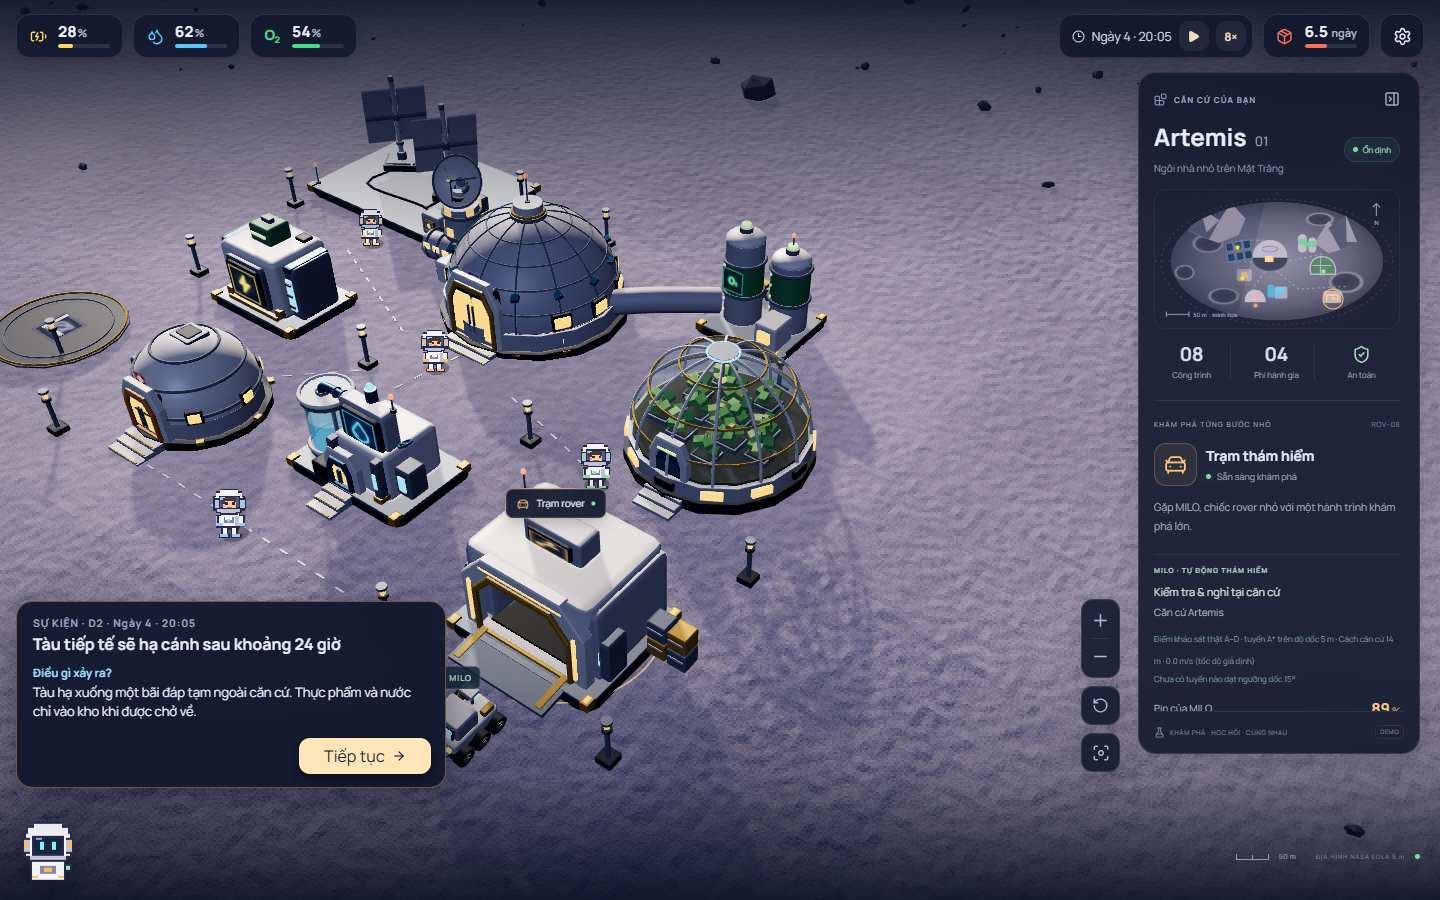 28%
62%
O₂ 54%
Ngày 4 · 20:05
8×
6.5 ngày
CĂN CỨ CỦA BẠN
Artemis 01
Ổn định
Ngôi nhà nhỏ trên Mặt Trăng
N
50 m · minh họa
08
Công trình
04
Phi hành gia
An toàn
KHÁM PHÁ TỪNG BƯỚC NHỎ
ROV-08
Trạm thám hiểm
Sẵn sàng khám phá
Gặp MILO, chiếc rover nhỏ với một hành trình khám
phá lớn.
MILO · TỰ ĐỘNG THÁM HIỂM
Kiểm tra & nghỉ tại căn cứ
Căn cứ Artemis
Điểm khảo sát thật A–D · tuyến A* trên độ dốc 5 m · Cách căn cứ 14
m · 0.0 m/s (tốc độ giả định)
Chưa có tuyến nào đạt ngưỡng dốc 15°
Pin của MILO
89%
KHÁM PHÁ · HỌC HỎI · CÙNG NHAU
DEMO
O₂
Trạm rover
MILO
SỰ KIỆN · D2 · Ngày 4 · 20:05
Tàu tiếp tế sẽ hạ cánh sau khoảng 24 giờ
Điều gì xảy ra?
Tàu hạ xuống một bãi đáp tạm ngoài căn cứ. Thực phẩm và nước
chỉ vào kho khi được chở về.
Tiếp tục →
50 m
ĐỊA HÌNH NASA LOLA 5 m